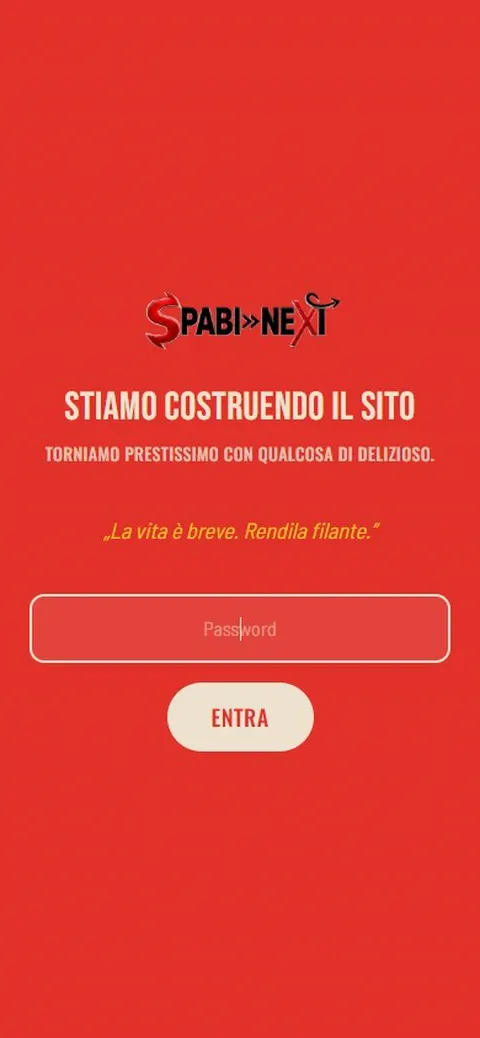 SPABI»NEXT
STIAMO COSTRUENDO IL SITO
TORNIAMO PRESTISSIMO CON QUALCOSA DI DELIZIOSO.
„La vita è breve. Rendila filante.”
Password
ENTRA